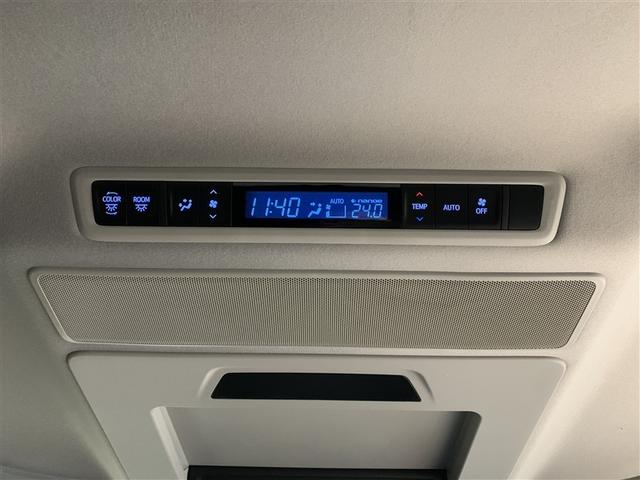 COLOR
ROOM
11:40
AUTO
nanoe
24.0
TEMP
AUTO
OFF